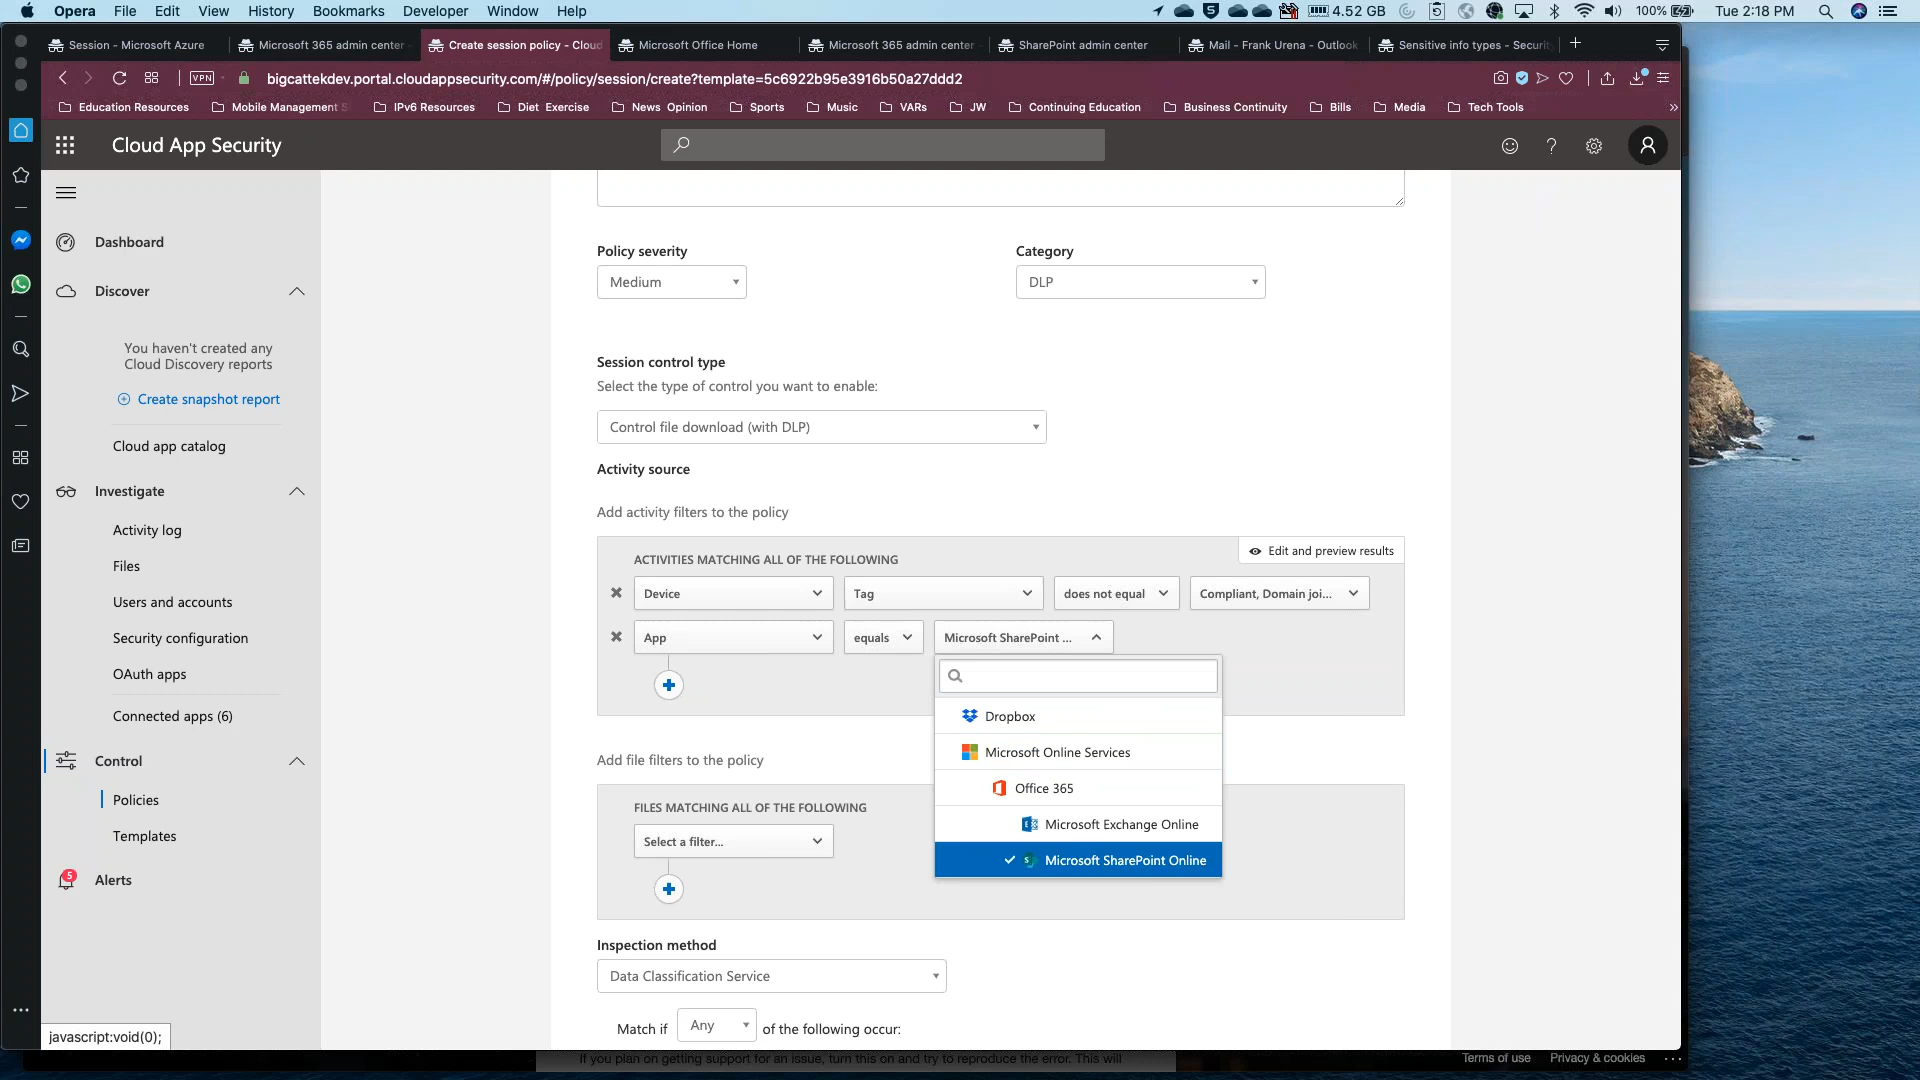 Opera File Edit View History Bookmarks Developer Window Help
4.52 GB 100% Tue 2:18 PM
Session - Microsoft Azure
Microsoft 365 admin center -
Create session policy - Cloud
Microsoft Office Home
Microsoft 365 admin center -
SharePoint admin center
Mail - Frank Urena - Outlook
Sensitive info types - Securit
VPN
bigcattekdev.portal.cloudappsecurity.com/#/policy/session/create?template=5c6922b95e3916b50a27ddd2
Education Resources
Mobile Management S
IPv6 Resources
Diet Exercise
News Opinion
Sports
Music
VARs
JW
Continuing Education
Business Continuity
Bills
Media
Tech Tools
»
Cloud App Security
?
Dashboard
Discover
You haven't created any
Cloud Discovery reports
Create snapshot report
Cloud app catalog
Investigate
Activity log
Files
Users and accounts
Security configuration
OAuth apps
Connected apps (6)
Control
Policies
Templates
5
Alerts
javascript:void(0);
Policy severity
Medium
Category
DLP
Session control type
Select the type of control you want to enable:
Control file download (with DLP)
Activity source
Add activity filters to the policy
ACTIVITIES MATCHING ALL OF THE FOLLOWING
Edit and preview results
Device Tag does not equal Compliant, Domain joi...
App equals Microsoft SharePoint ...
Dropbox
Microsoft Online Services
Office 365
Microsoft Exchange Online
Microsoft SharePoint Online
Add file filters to the policy
FILES MATCHING ALL OF THE FOLLOWING
Select a filter...
Inspection method
Data Classification Service
Match if Any of the following occur:
If you plan on getting support for an issue, turn this on and try to reproduce the error. This will
Terms of use Privacy & cookies ...